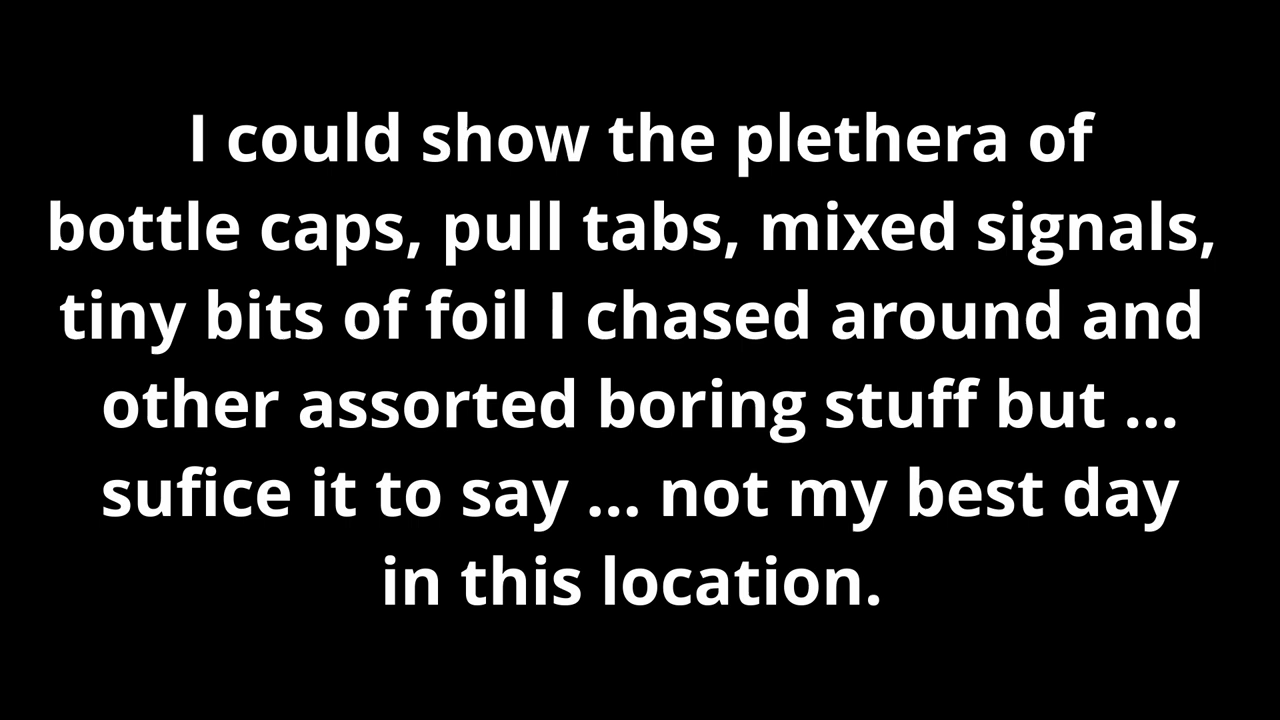 I could show the plethera of
bottle caps, pull tabs, mixed signals,
tiny bits of foil I chased around and
other assorted boring stuff but ...
sufice it to say ... not my best day
in this location.